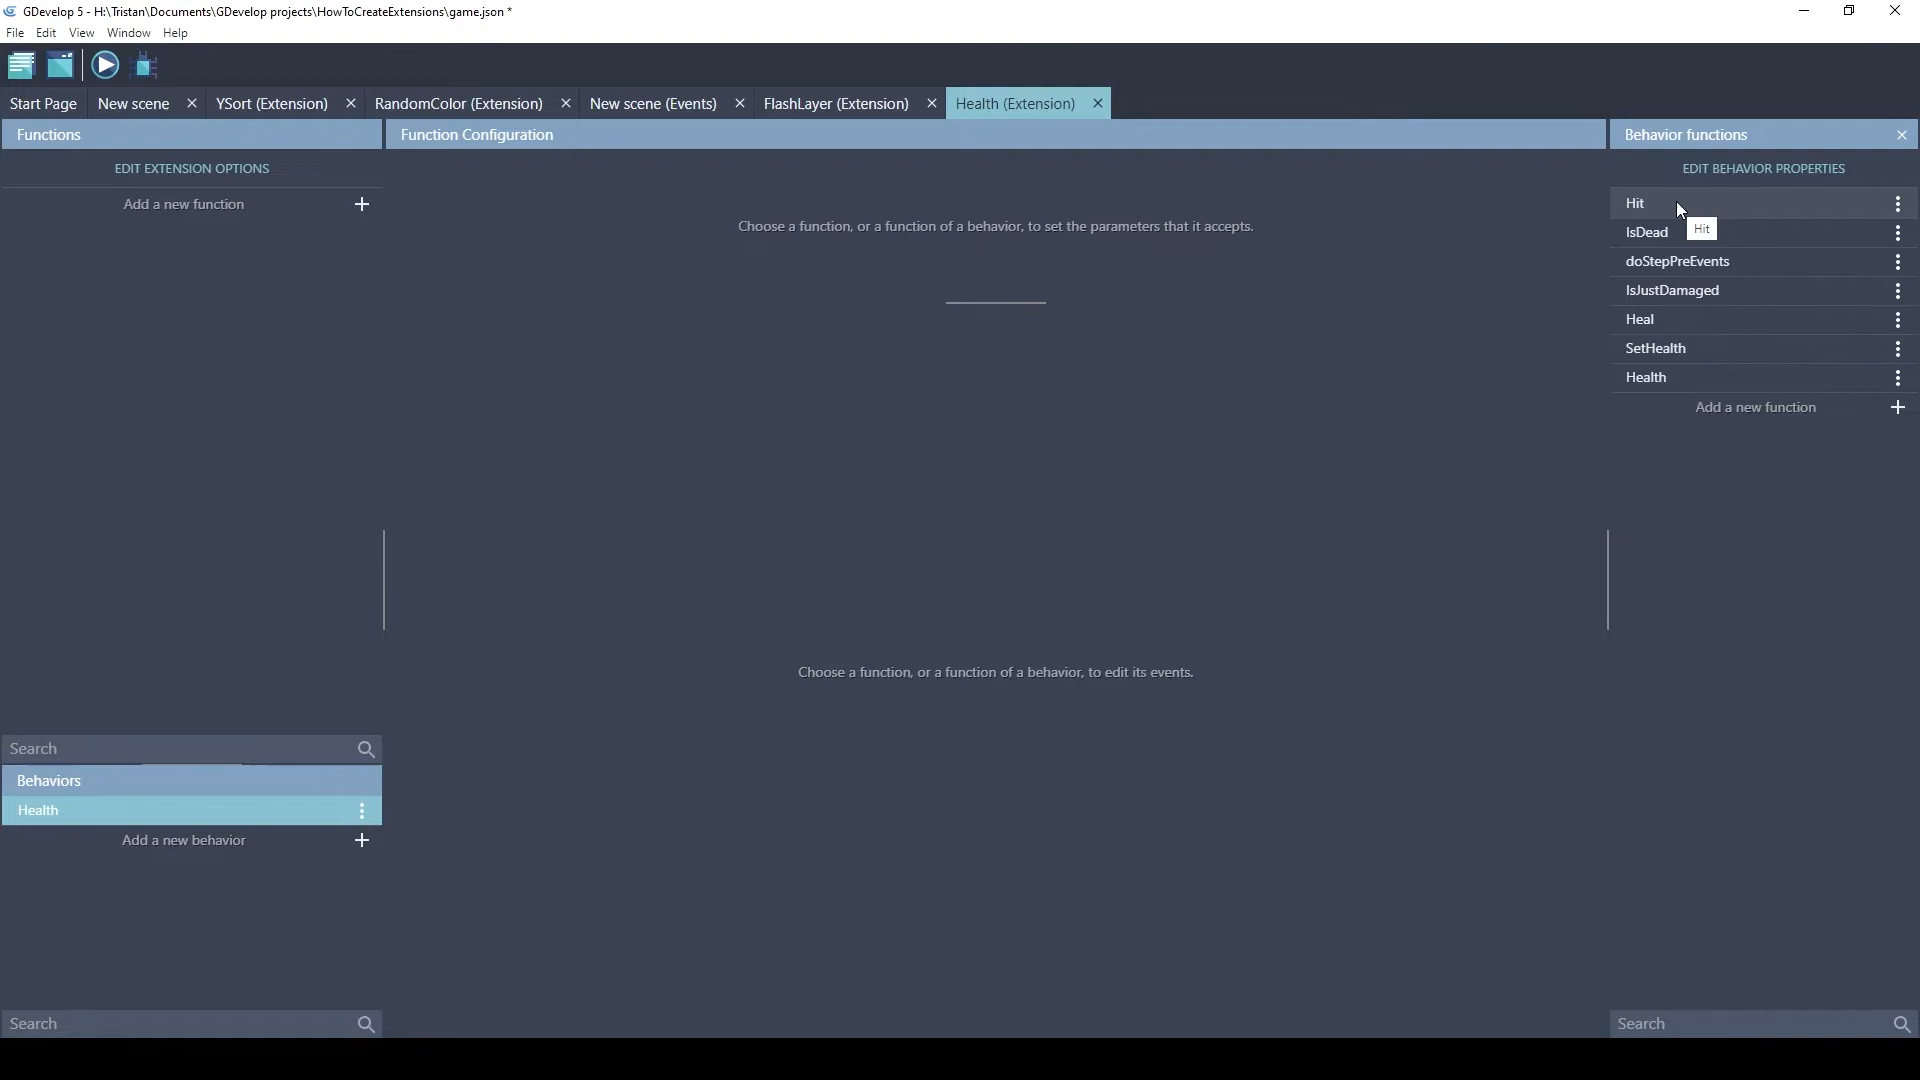 GDevelop 5 - H:\Tristan\Documents\GDevelop projects\HowToCreateExtensions\game.json *
File Edit View Window Help
Start Page New scene YSort (Extension) RandomColor (Extension) New scene (Events) FlashLayer (Extension) Health (Extension)
Functions
Function Configuration
Behavior functions
EDIT EXTENSION OPTIONS
EDIT BEHAVIOR PROPERTIES
Add a new function
Choose a function, or a function of a behavior, to set the parameters that it accepts.
Hit
Hit
IsDead
doStepPreEvents
IsJustDamaged
Heal
SetHealth
Health
Add a new function
Choose a function, or a function of a behavior, to edit its events.
Search
Behaviors
Health
Add a new behavior
Search
Search